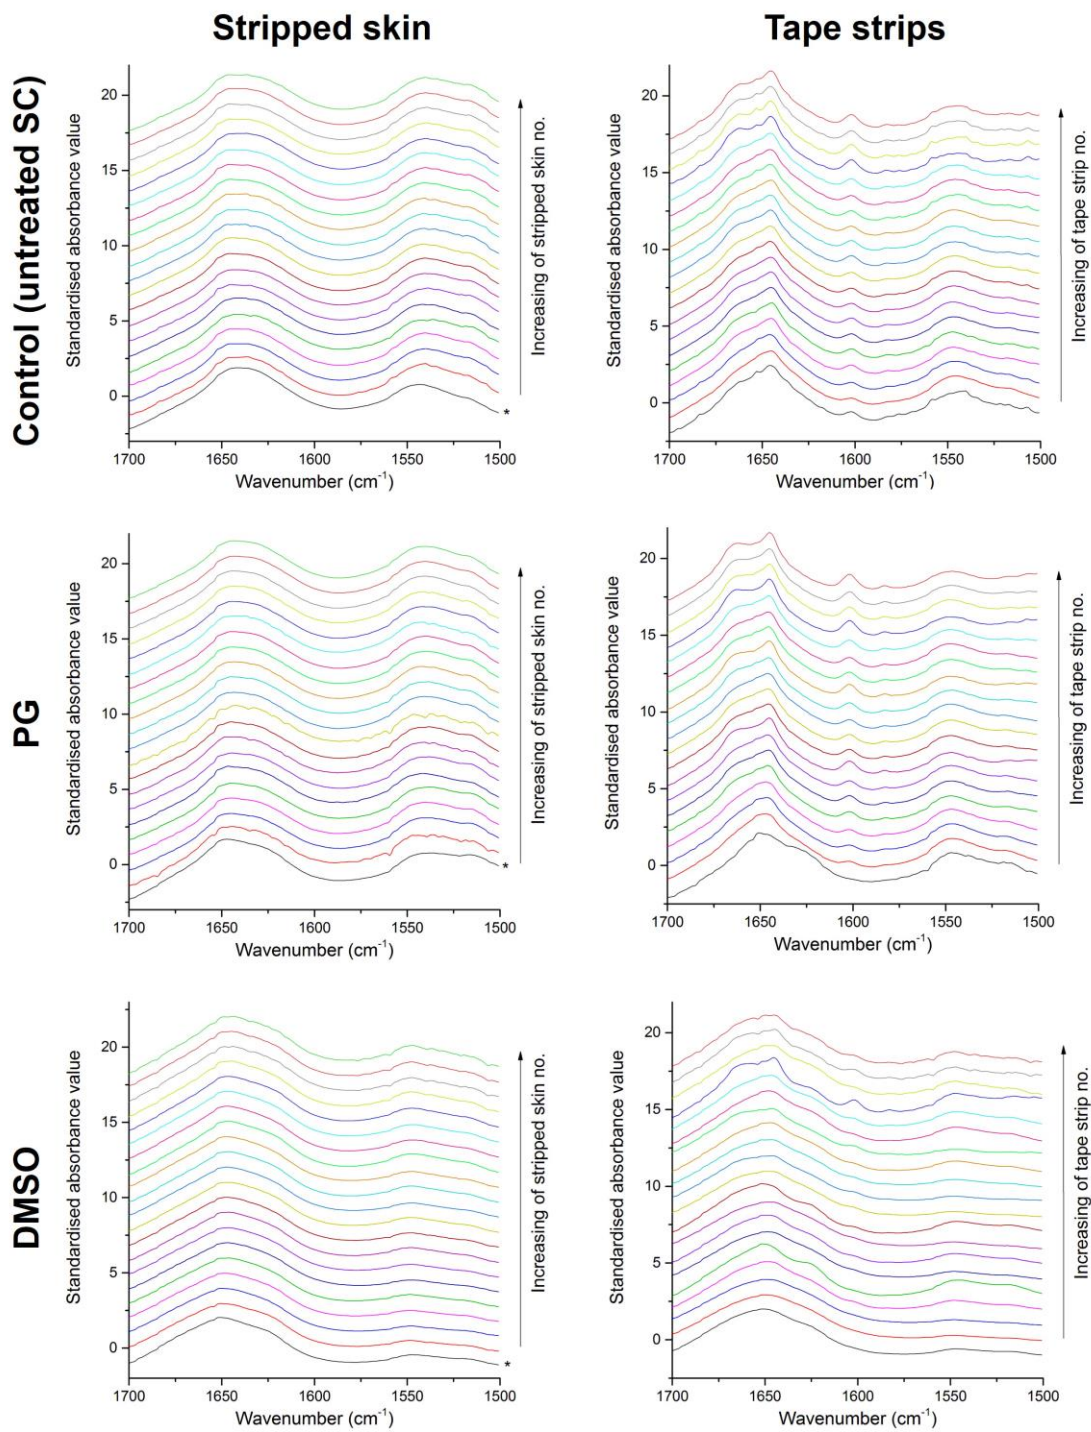 Stripped skin
Tape strips
Control (untreated SC)
Standardised absorbance value
20
15
10
5
0
1700 1650 1600 1550 1500
Wavenumber (cm-1)
Increasing of stripped skin no.
*
Standardised absorbance value
20
15
10
5
0
1700 1650 1600 1550 1500
Wavenumber (cm-1)
Increasing of tape strip no.
PG
Standardised absorbance value
20
15
10
5
0
1700 1650 1600 1550 1500
Wavenumber (cm-1)
Increasing of stripped skin no.
*
Standardised absorbance value
20
15
10
5
0
1700 1650 1600 1550 1500
Wavenumber (cm-1)
Increasing of tape strip no.
DMSO
Standardised absorbance value
20
15
10
5
0
1700 1650 1600 1550 1500
Wavenumber (cm-1)
Increasing of stripped skin no.
*
Standardised absorbance value
20
15
10
5
0
1700 1650 1600 1550 1500
Wavenumber (cm-1)
Increasing of tape strip no.